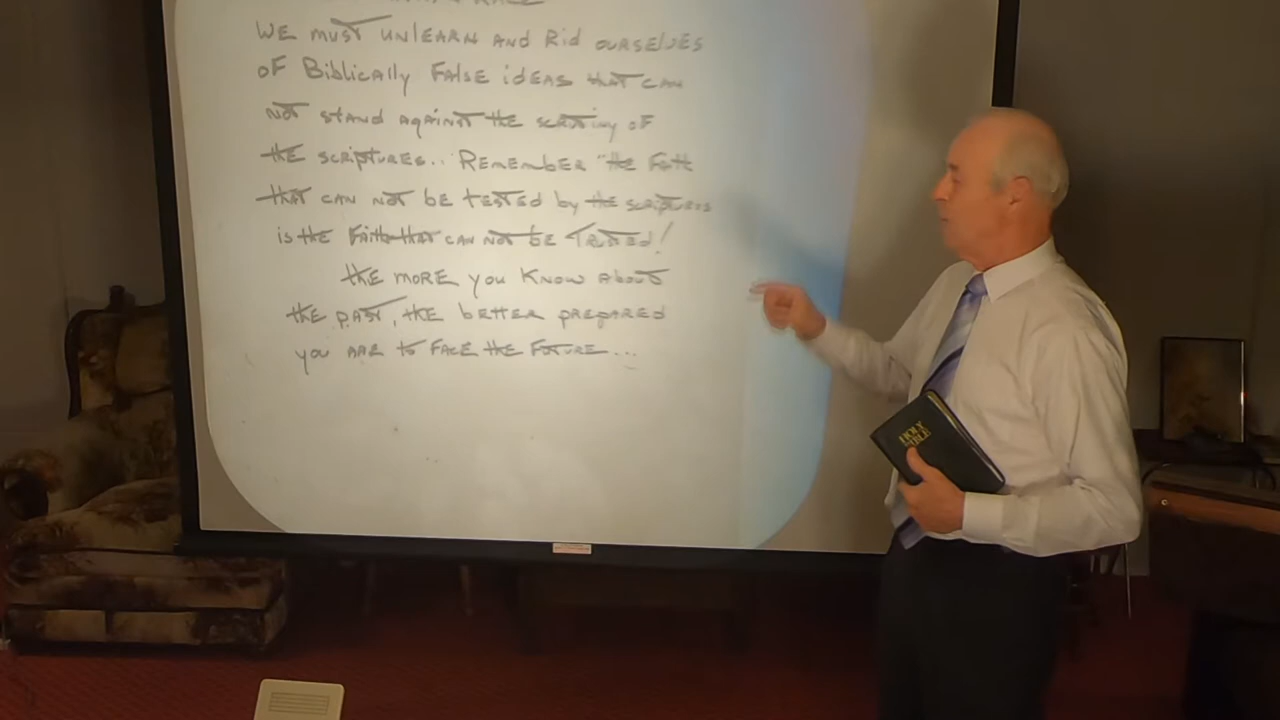 WE MUST UNLEARN AND Rid OURSELVES
OF Biblically FALSE idEAS that CAN
NOT STAND AGAINST the SCRUTiNy OF
the SCRIPTURES.. REMEMBER "the FAITH
that CAN NOT BE TESTED by the SCRIPTURES
is the FAith that CAN NOT BE TRUSTED!
the MORE you KNOW About
the PAST, the BETTER PREPARED
you ARE to FACE the FUTURE...
HOLY
BIBLE